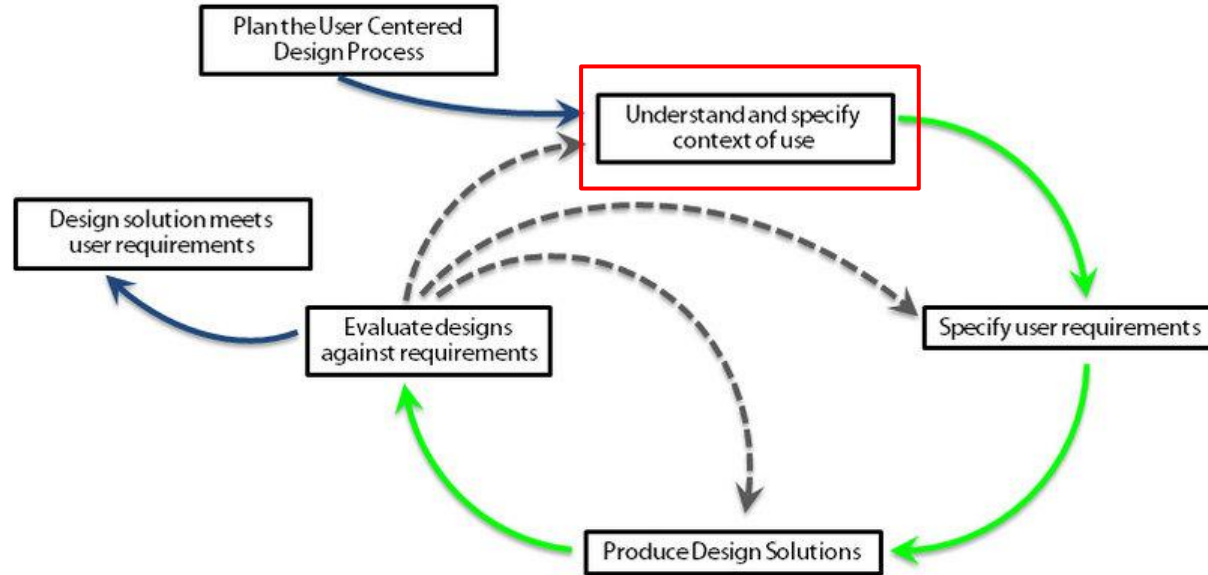 Plan the User Centered
Design Process
Understand and specify
context of use
Design solution meets
user requirements
Evaluate designs
against requirements
Specify user requirements
Produce Design Solutions